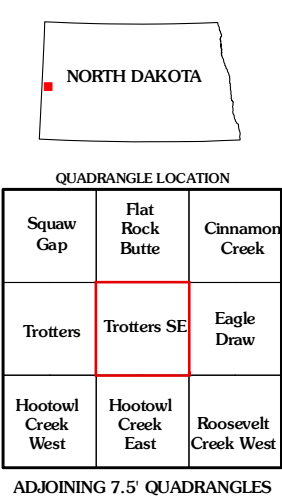 NORTH DAKOTA
QUADRANGLE LOCATION
Squaw
Gap
Flat
Rock
Butte
Cinnamon
Creek
Trotters
Trotters SE
Eagle
Draw
Hootowl
Creek
West
Hootowl
Creek
East
Roosevelt
Creek West
ADJOINING 7.5' QUADRANGLES